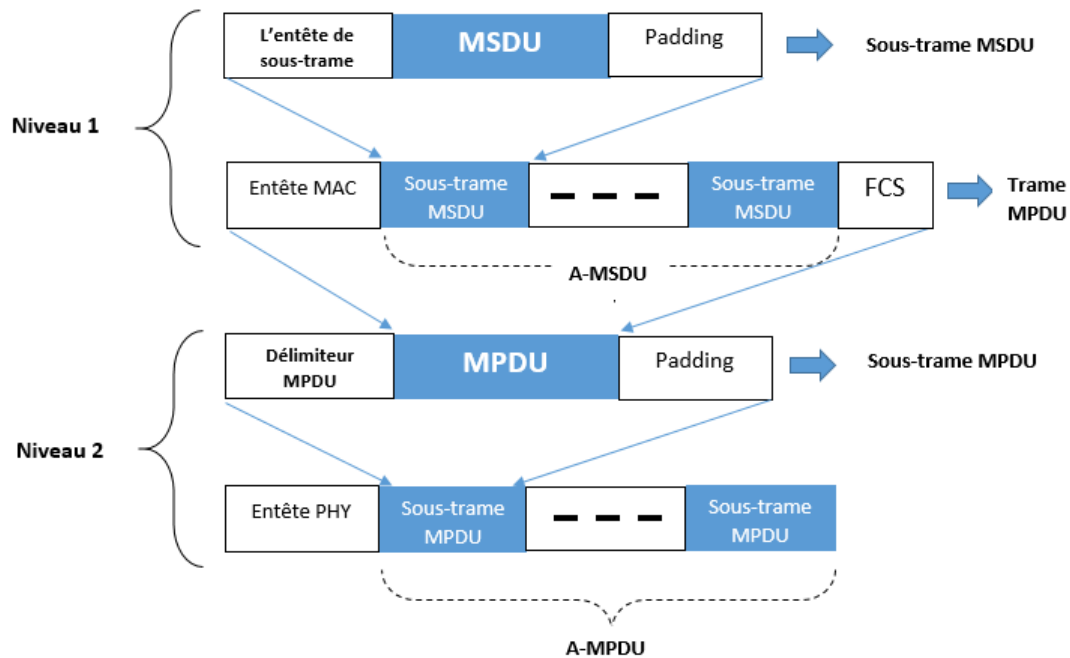 L'entête de
sous-trame
MSDU
Padding
Sous-trame MSDU
Niveau 1
Entête MAC
Sous-trame
MSDU
Sous-trame
MSDU
FCS
Trame
MPDU
A-MSDU
Délimiteur
MPDU
MPDU
Padding
Sous-trame MPDU
Niveau 2
Entête PHY
Sous-trame
MPDU
Sous-trame
MPDU
A-MPDU